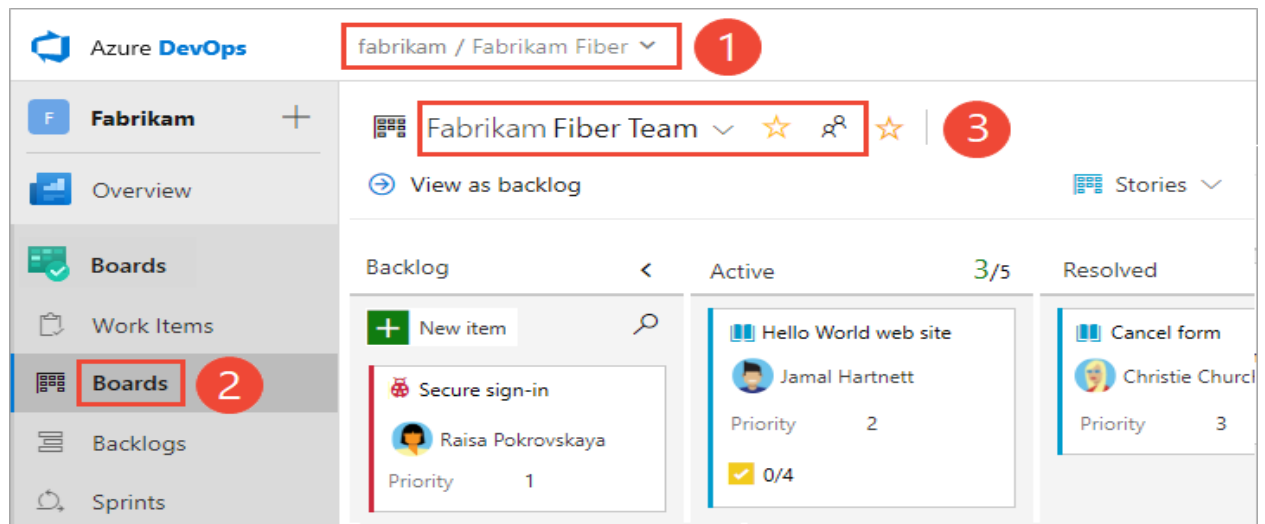 Azure DevOps
fabrikam / Fabrikam Fiber
1
F
Fabrikam
Fabrikam Fiber Team
3
Overview
View as backlog
Stories
Boards
Backlog
Active
3/5
Resolved
Work Items
New item
Hello World web site
Cancel form
Boards
2
Secure sign-in
Jamal Hartnett
Christie Church
Raisa Pokrovskaya
Priority 2
Priority 3
Backlogs
Priority 1
0/4
Sprints